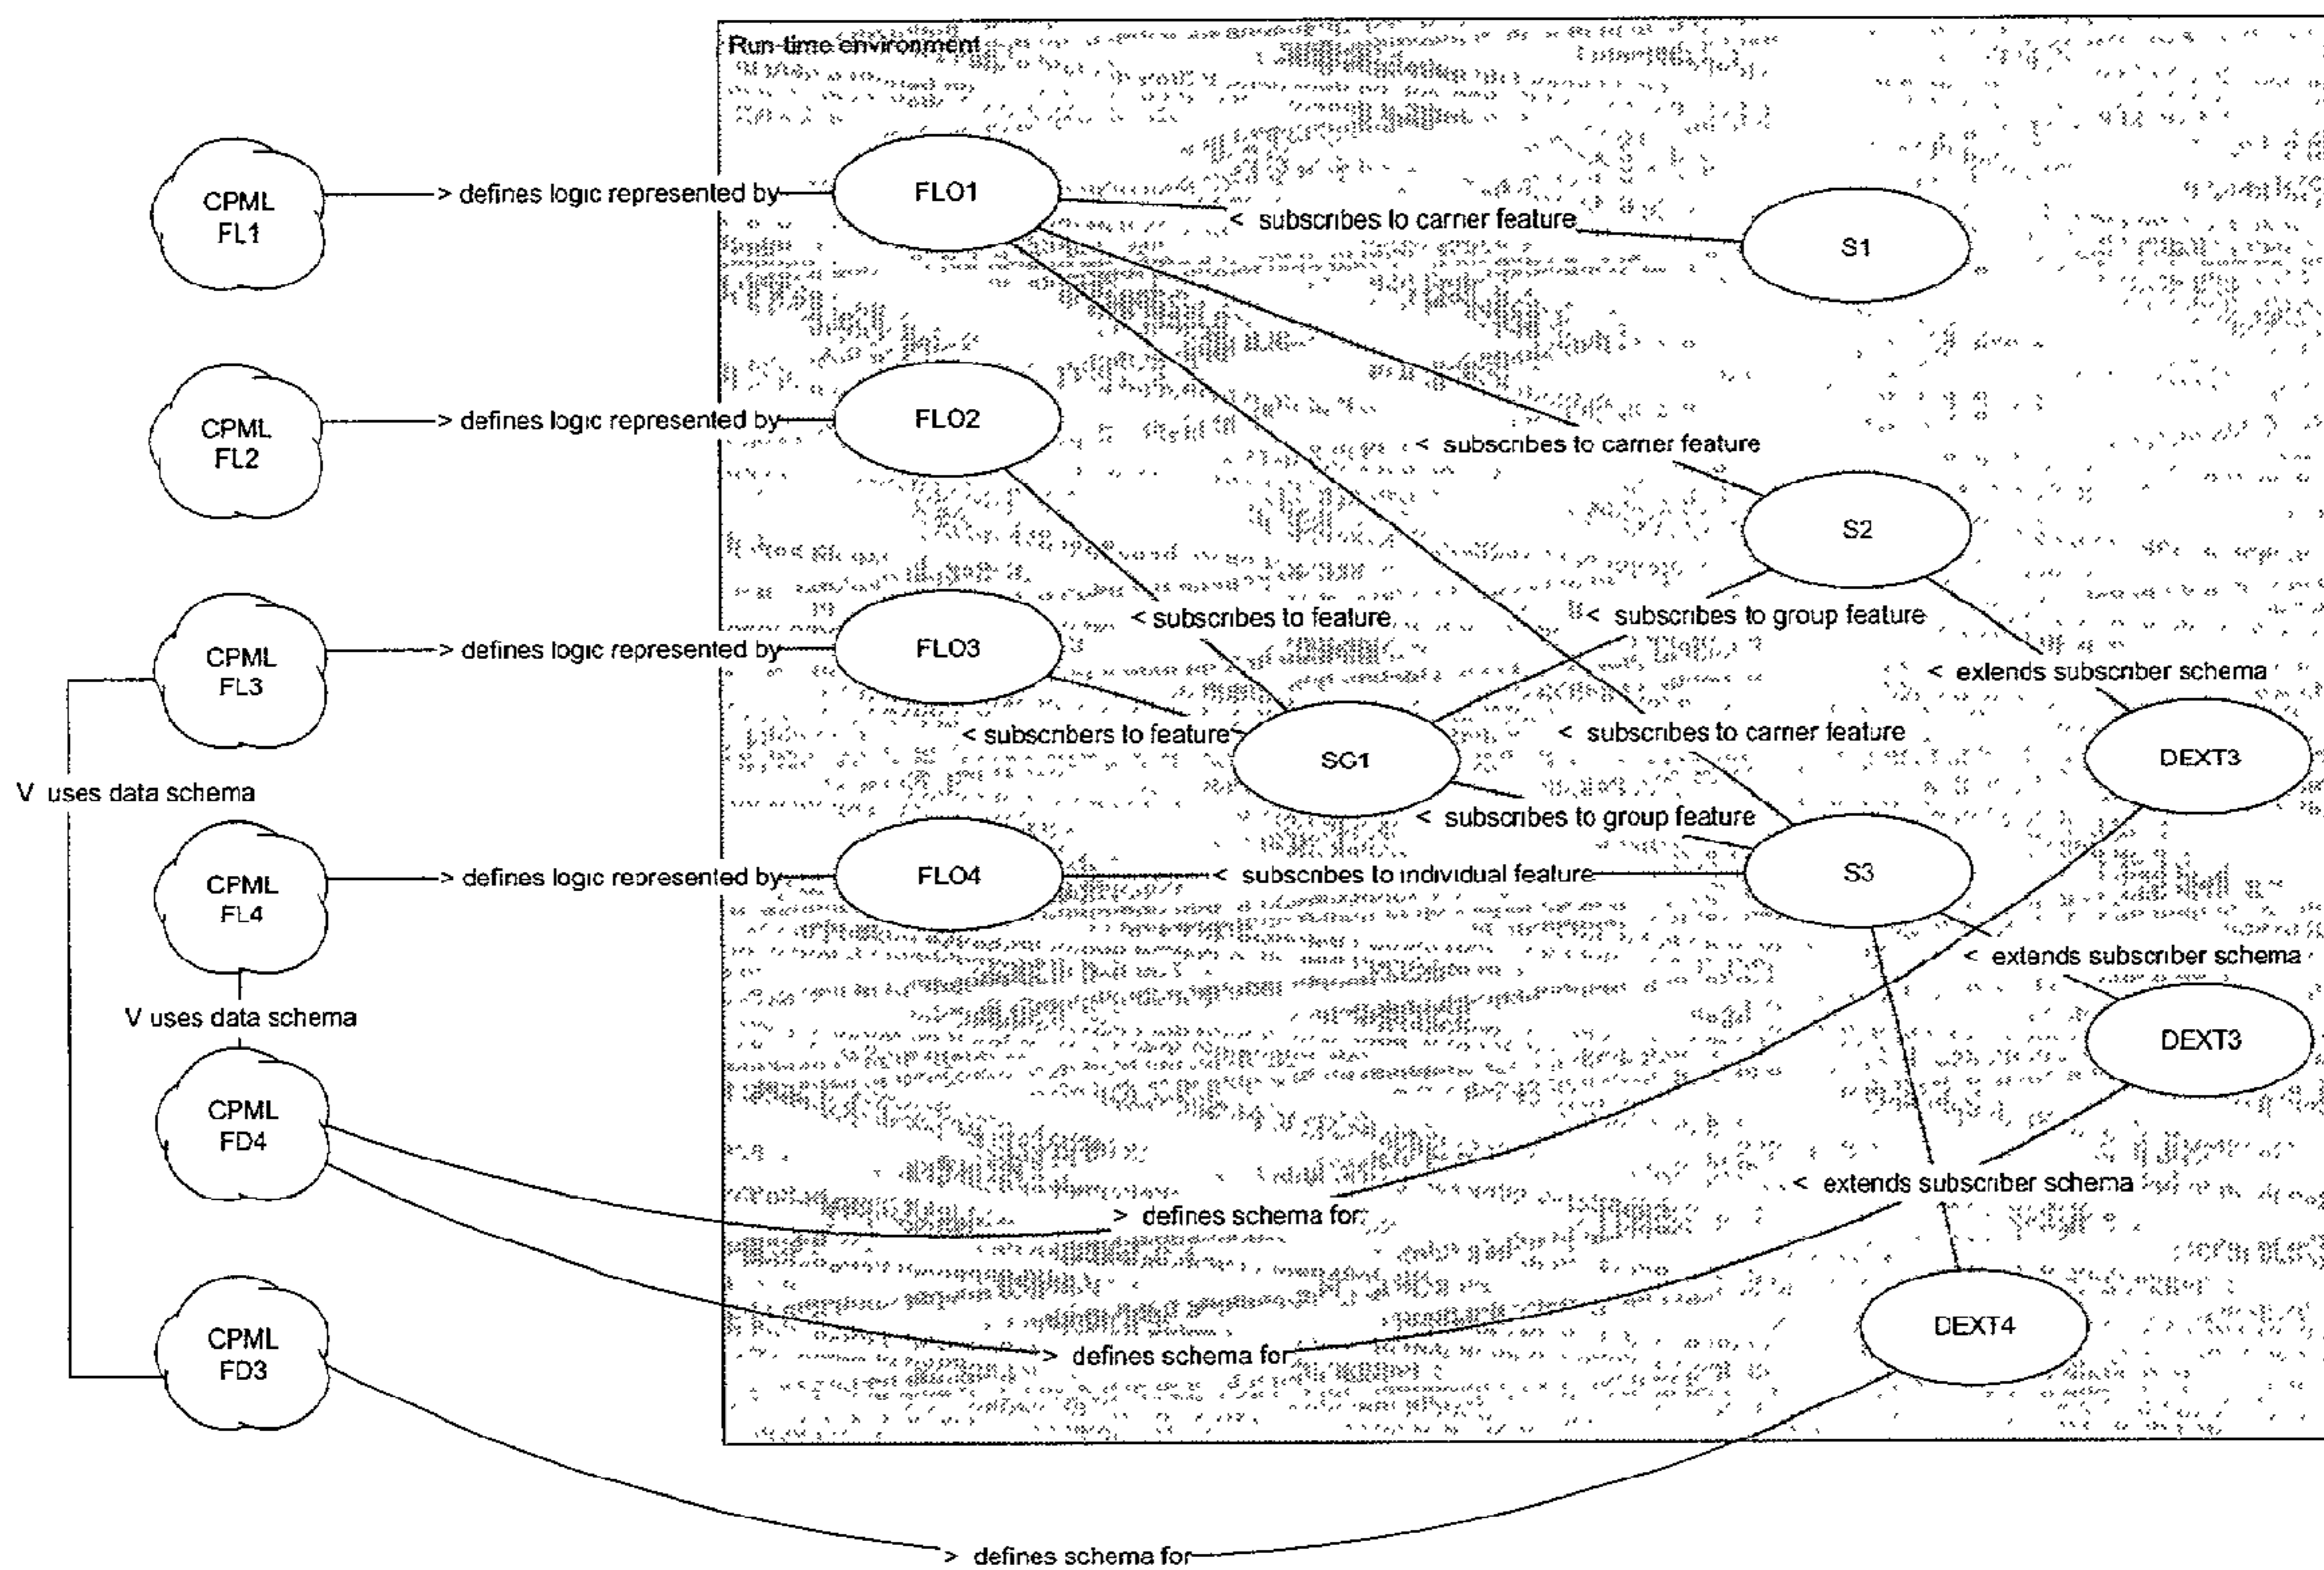 Run-time environment
CPML
FL1
> defines logic represented by
FLO1
< subscribes to carrier feature
S1
CPML
FL2
> defines logic represented by
FLO2
< subscribes to carrier feature
S2
CPML
FL3
> defines logic represented by
FLO3
< subscribes to feature
< subscribes to group feature
< extends subscriber schema
< subscribers to feature
SG1
< subscribes to carrier feature
DEXT3
V uses data schema
CPML
FL4
> defines logic represented by
FLO4
< subscribes to group feature
< subscribes to individual feature
S3
< extends subscriber schema
DEXT3
V uses data schema
CPML
FD4
> defines schema for
< extends subscriber schema
CPML
FD3
> defines schema for
DEXT4
> defines schema for